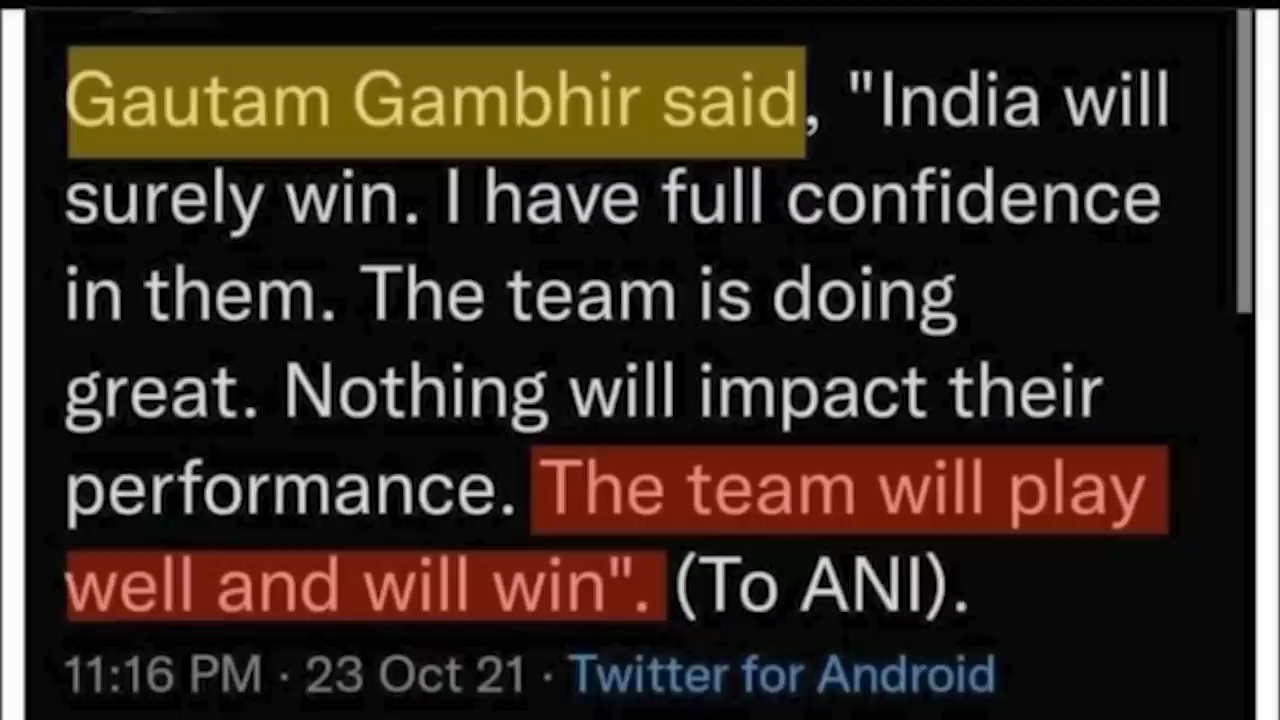 Gautam Gambhir said, "India will
surely win. I have full confidence
in them. The team is doing
great. Nothing will impact their
performance. The team will play
well and will win". (To ANI).
11:16 PM · 23 Oct 21 · Twitter for Android